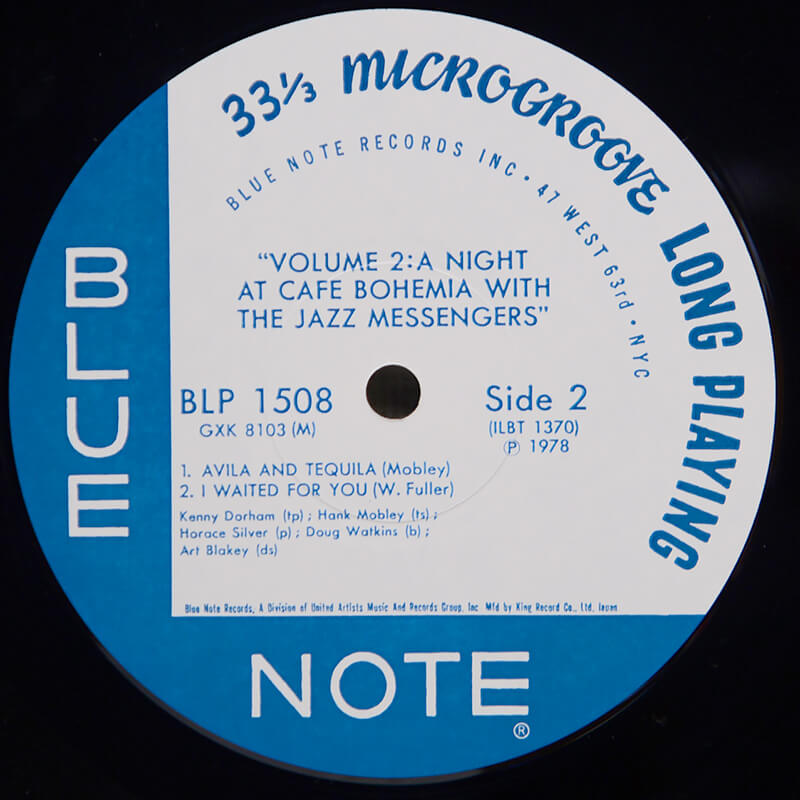 33⅓ MICROGROOVE LONG PLAYING
BLUE NOTE RECORDS INC • 47 WEST 63rd • NYC
"VOLUME 2: A NIGHT
AT CAFE BOHEMIA WITH
THE JAZZ MESSENGERS"
BLP 1508
GXK 8103 (M)
Side 2
(ILBT 1370)
℗ 1978
1. AVILA AND TEQUILA (Mobley)
2. I WAITED FOR YOU (W. Fuller)
Kenny Dorham (tp) ; Hank Mobley (ts) ;
Horace Silver (p) ; Doug Watkins (b) ;
Art Blakey (ds)
Blue Note Records, A Division of United Artists Music And Records Group, Inc Mfd by King Record Co., Ltd, Japan
BLUE
NOTE ®